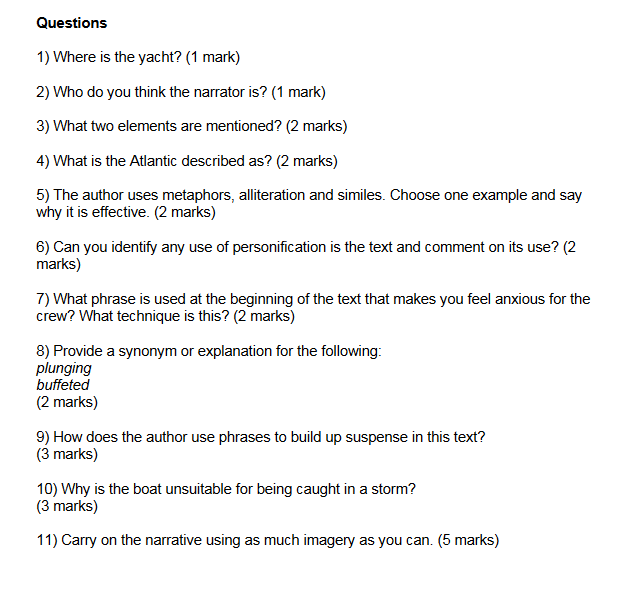 Questions
1) Where is the yacht? (1 mark)
2) Who do you think the narrator is? (1 mark)
3) What two elements are mentioned? (2 marks)
4) What is the Atlantic described as? (2 marks)
5) The author uses metaphors, alliteration and similes. Choose one example and say
why it is effective. (2 marks)
6) Can you identify any use of personification is the text and comment on its use? (2
marks)
7) What phrase is used at the beginning of the text that makes you feel anxious for the
crew? What technique is this? (2 marks)
8) Provide a synonym or explanation for the following:
plunging
buffeted
(2 marks)
9) How does the author use phrases to build up suspense in this text?
(3 marks)
10) Why is the boat unsuitable for being caught in a storm?
(3 marks)
11) Carry on the narrative using as much imagery as you can. (5 marks)